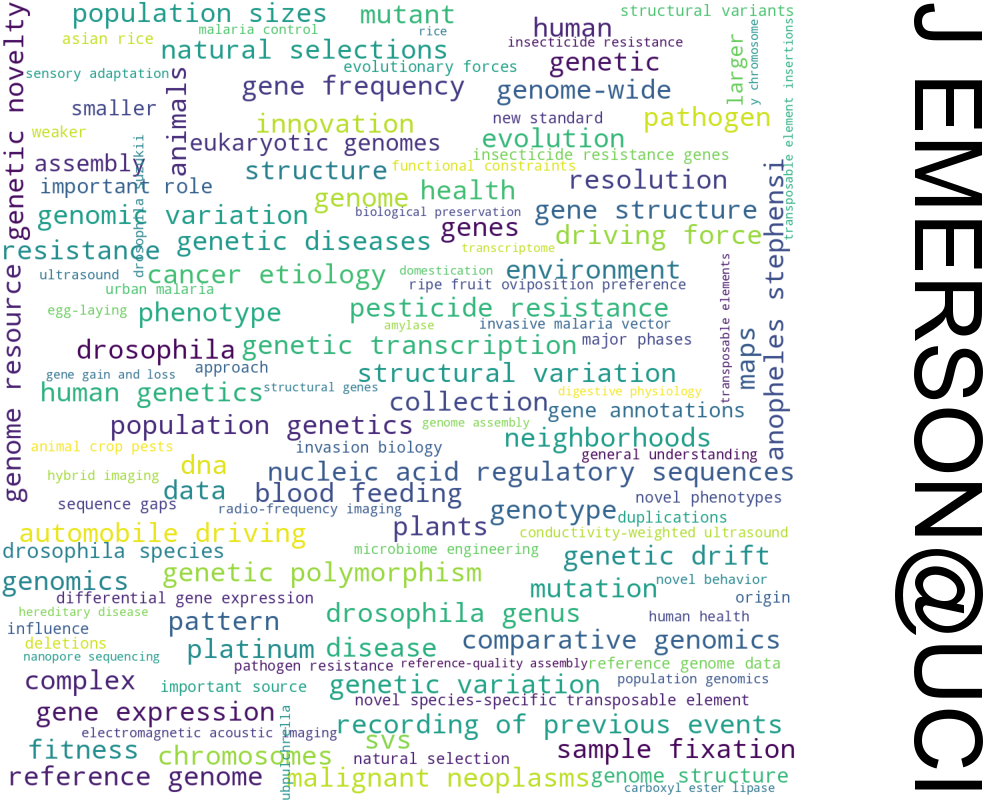 population sizes
mutant
structural variants
malaria control
rice
human
asian rice
insecticide resistance
natural selections
genetic
evolutionary forces
sensory adaptation
larger
y chromosome
gene frequency
genome-wide
smaller
animals
genetic novelty
innovation
new standard
pathogen
weaker
evolution
eukaryotic genomes
insecticide resistance genes
transposable element insertions
assembly
structure
functional constraints
resolution
important role
genome
health
genomic variation
biological preservation
gene structure
genes
driving force
resistance
genetic diseases
transcriptome
ultrasound
cancer etiology
domestication
environment
urban malaria
ripe fruit oviposition preference
anopheles stephensi
egg-laying
phenotype
pesticide resistance
amylase
invasive malaria vector
transposable elements
maps
drosophila
genetic transcription
major phases
gene gain and loss
approach
structural variation
human genetics
structural genes
digestive physiology
collection
gene annotations
genome resource
population genetics
genome assembly
neighborhoods
animal crop pests
invasion biology
general understanding
dna
hybrid imaging
nucleic acid regulatory sequences
data
blood feeding
novel phenotypes
sequence gaps
radio-frequency imaging
genotype
duplications
automobile driving
plants
conductivity-weighted ultrasound
drosophila species
microbiome engineering
genetic drift
genomics
genetic polymorphism
mutation
novel behavior
differential gene expression
origin
hereditary disease
drosophila genus
human health
influence
pattern
deletions
platinum
disease
comparative genomics
nanopore sequencing
pathogen resistance
reference-quality assembly
reference genome data
complex
important source
genetic variation
population genomics
novel species-specific transposable element
gene expression
recording of previous events
electromagnetic acoustic imaging
svs
fitness
chromosomes
natural selection
sample fixation
reference genome
malignant neoplasms
genome structure
carboxyl ester lipase
J EMERSON@UCI